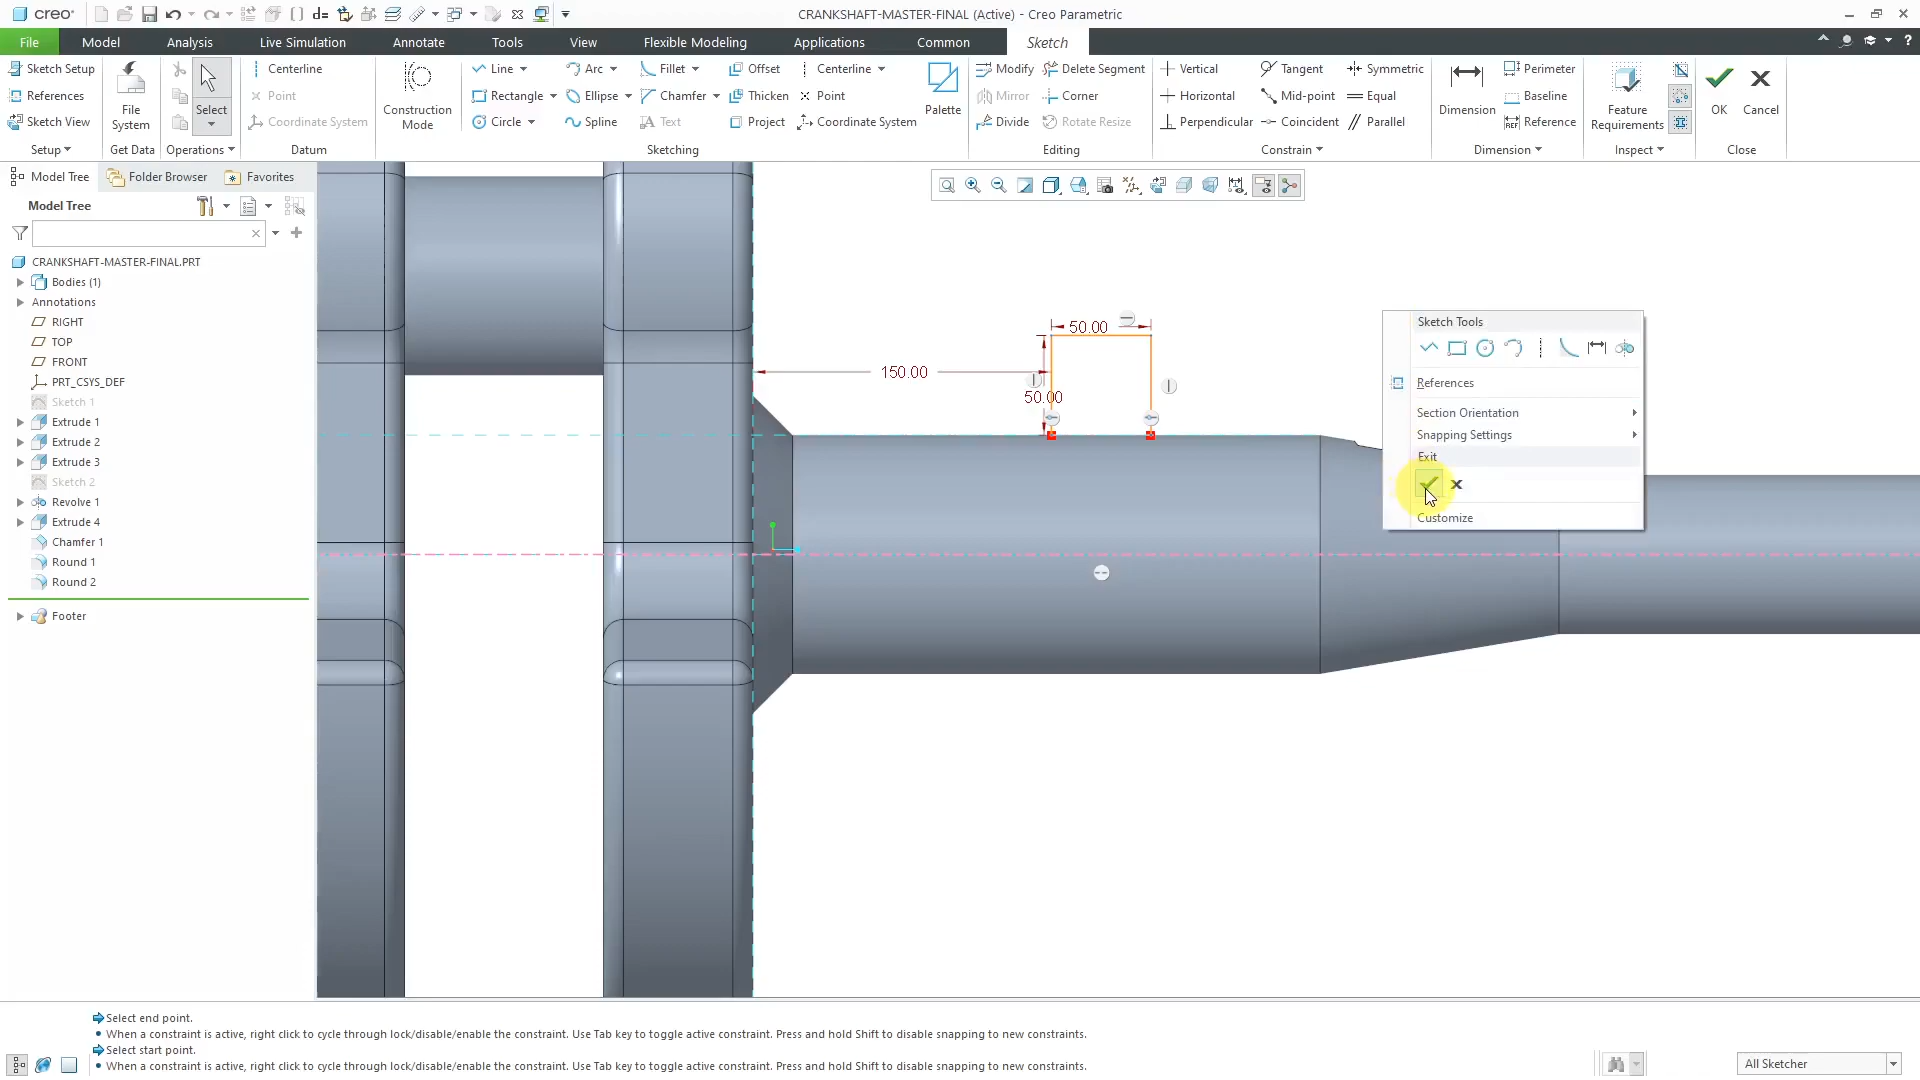 creo
CRANKSHAFT-MASTER-FINAL (Active) - Creo Parametric
File Model Analysis Live Simulation Annotate Tools View Flexible Modeling Applications Common Sketch
Sketch Setup
References
Sketch View
Setup
File System
Get Data
Select
Operations
Centerline
Point
Coordinate System
Datum
Construction Mode
Line Arc Fillet Offset Centerline
Rectangle Ellipse Chamfer Thicken Point
Circle Spline Text Project Coordinate System
Palette
Sketching
Modify Delete Segment
Mirror Corner
Divide Rotate Resize
Editing
Vertical Tangent Symmetric
Horizontal Mid-point Equal
Perpendicular Coincident Parallel
Constrain
Dimension
Perimeter
Baseline
REF Reference
Dimension
Feature Requirements
Inspect
OK Cancel
Close
Model Tree Folder Browser Favorites
Model Tree
CRANKSHAFT-MASTER-FINAL.PRT
Bodies (1)
Annotations
RIGHT
TOP
FRONT
PRT_CSYS_DEF
Sketch 1
Extrude 1
Extrude 2
Extrude 3
Sketch 2
Revolve 1
Extrude 4
Chamfer 1
Round 1
Round 2
Footer
50.00
150.00
50.00
Sketch Tools
References
Section Orientation
Snapping Settings
Exit
Customize
Select end point.
• When a constraint is active, right click to cycle through lock/disable/enable the constraint. Use Tab key to toggle active constraint. Press and hold Shift to disable snapping to new constraints.
Select start point.
• When a constraint is active, right click to cycle through lock/disable/enable the constraint. Use Tab key to toggle active constraint. Press and hold Shift to disable snapping to new constraints.
All Sketcher